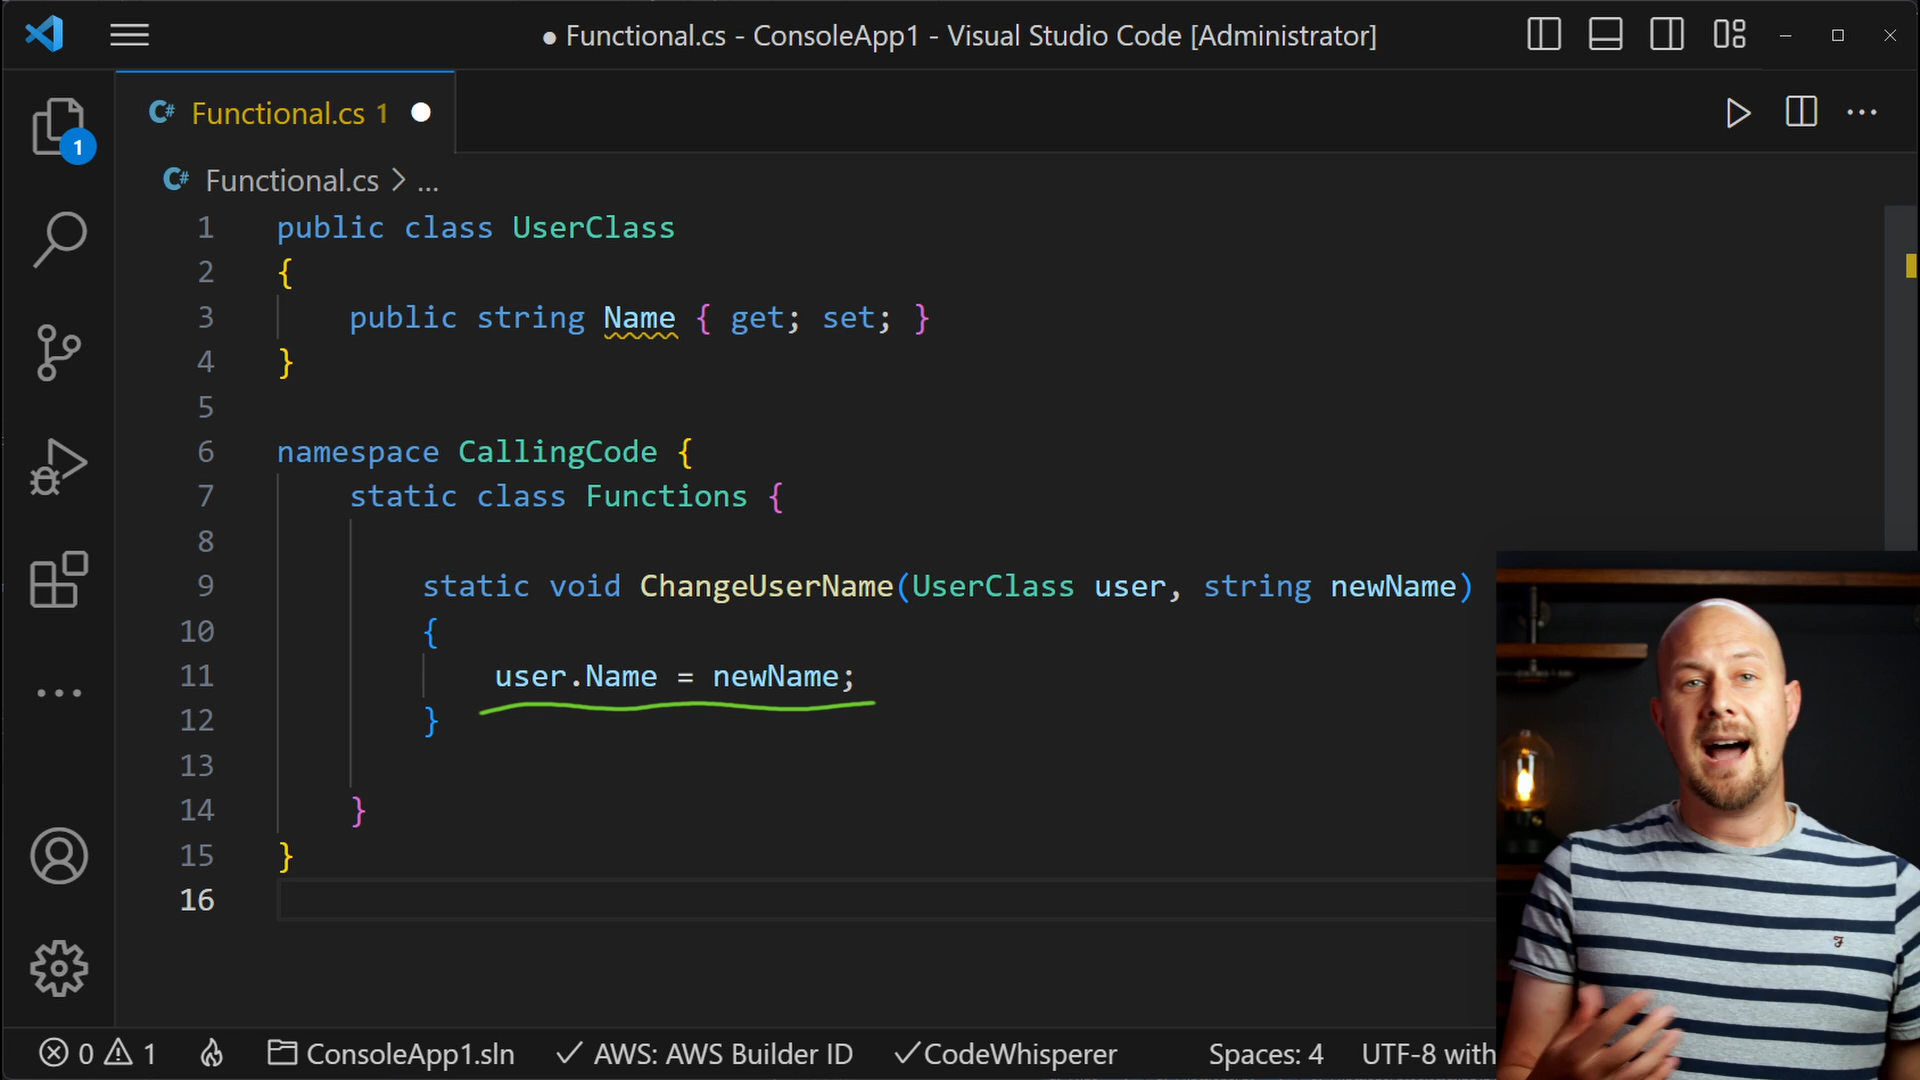 ● Functional.cs - ConsoleApp1 - Visual Studio Code [Administrator]
C# Functional.cs 1
1
C# Functional.cs > ...
1 public class UserClass
2 {
3 public string Name { get; set; }
4 }
5
6 namespace CallingCode {
7 static class Functions {
8
9 static void ChangeUserName(UserClass user, string newName)
10 {
11 user.Name = newName;
12 }
13
14 }
15 }
16
0 1 ConsoleApp1.sln AWS: AWS Builder ID CodeWhisperer Spaces: 4 UTF-8 with